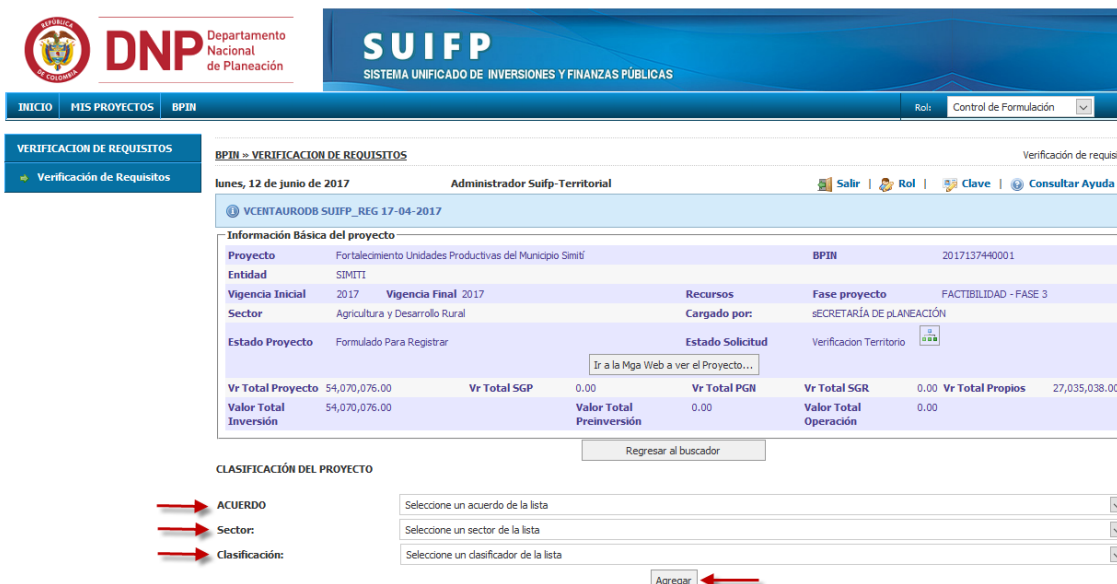 REPÚBLICA
DE COLOMBIA
DNP
Departamento
Nacional
de Planeación
SUIFP
SISTEMA UNIFICADO DE INVERSIONES Y FINANZAS PÚBLICAS
INICIO MIS PROYECTOS BPIN Rol: Control de Formulación
VERIFICACION DE REQUISITOS
Verificación de Requisitos
BPIN » VERIFICACION DE REQUISITOS Verificación de requisi
lunes, 12 de junio de 2017 Administrador Suifp-Territorial Salir | Rol | Clave | Consultar Ayuda
VCENTAURODB SUIFP_REG 17-04-2017
Información Básica del proyecto
Proyecto Fortalecimiento Unidades Productivas del Municipio Simití BPIN 2017137440001
Entidad SIMITI
Vigencia Inicial 2017 Vigencia Final 2017 Recursos Fase proyecto FACTIBILIDAD - FASE 3
Sector Agricultura y Desarrollo Rural Cargado por: sECRETARÍA DE pLANEACIÓN
Estado Proyecto Formulado Para Registrar Estado Solicitud Verificacion Territorio
Ir a la Mga Web a ver el Proyecto...
Vr Total Proyecto 54,070,076.00 Vr Total SGP 0.00 Vr Total PGN Vr Total SGR 0.00 Vr Total Propios 27,035,038.00
Valor Total Inversión 54,070,076.00 Valor Total Preinversión 0.00 Valor Total Operación 0.00
Regresar al buscador
CLASIFICACIÓN DEL PROYECTO
ACUERDO Seleccione un acuerdo de la lista
Sector: Seleccione un sector de la lista
Clasificación: Seleccione un clasificador de la lista
Agregar